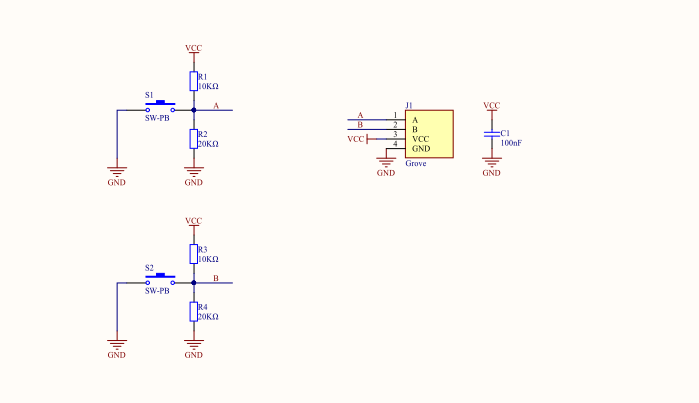 VCC
R1
10KΩ
S1
SW-PB
A
R2
20KΩ
GND
GND
J1
A
1
A
B
2
B
VCC
3
VCC
4
GND
GND
Grove
VCC
C1
100nF
GND
VCC
R3
10KΩ
S2
SW-PB
B
R4
20KΩ
GND
GND